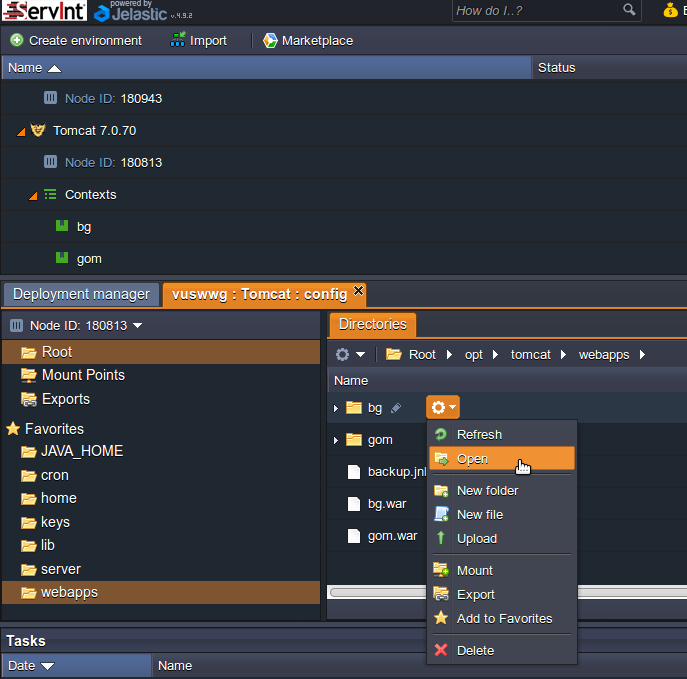 ServInt
powered by
Jelastic v.4.9.2
How do I..?
Create environment
Import
Marketplace
Name
Status
Node ID: 180943
Tomcat 7.0.70
Node ID: 180813
Contexts
bg
gom
Deployment manager
vuswwg : Tomcat : config
Node ID: 180813
Root
Mount Points
Exports
Favorites
JAVA_HOME
cron
home
keys
lib
server
webapps
Directories
Root
opt
tomcat
webapps
Name
bg
gom
backup.jnl
bg.war
gom.war
Refresh
Open
New folder
New file
Upload
Mount
Export
Add to Favorites
Delete
Tasks
Date
Name